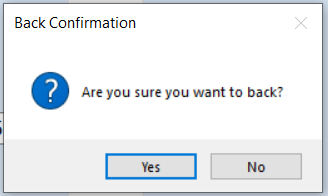 Back Confirmation
Are you sure you want to back?
Yes
No